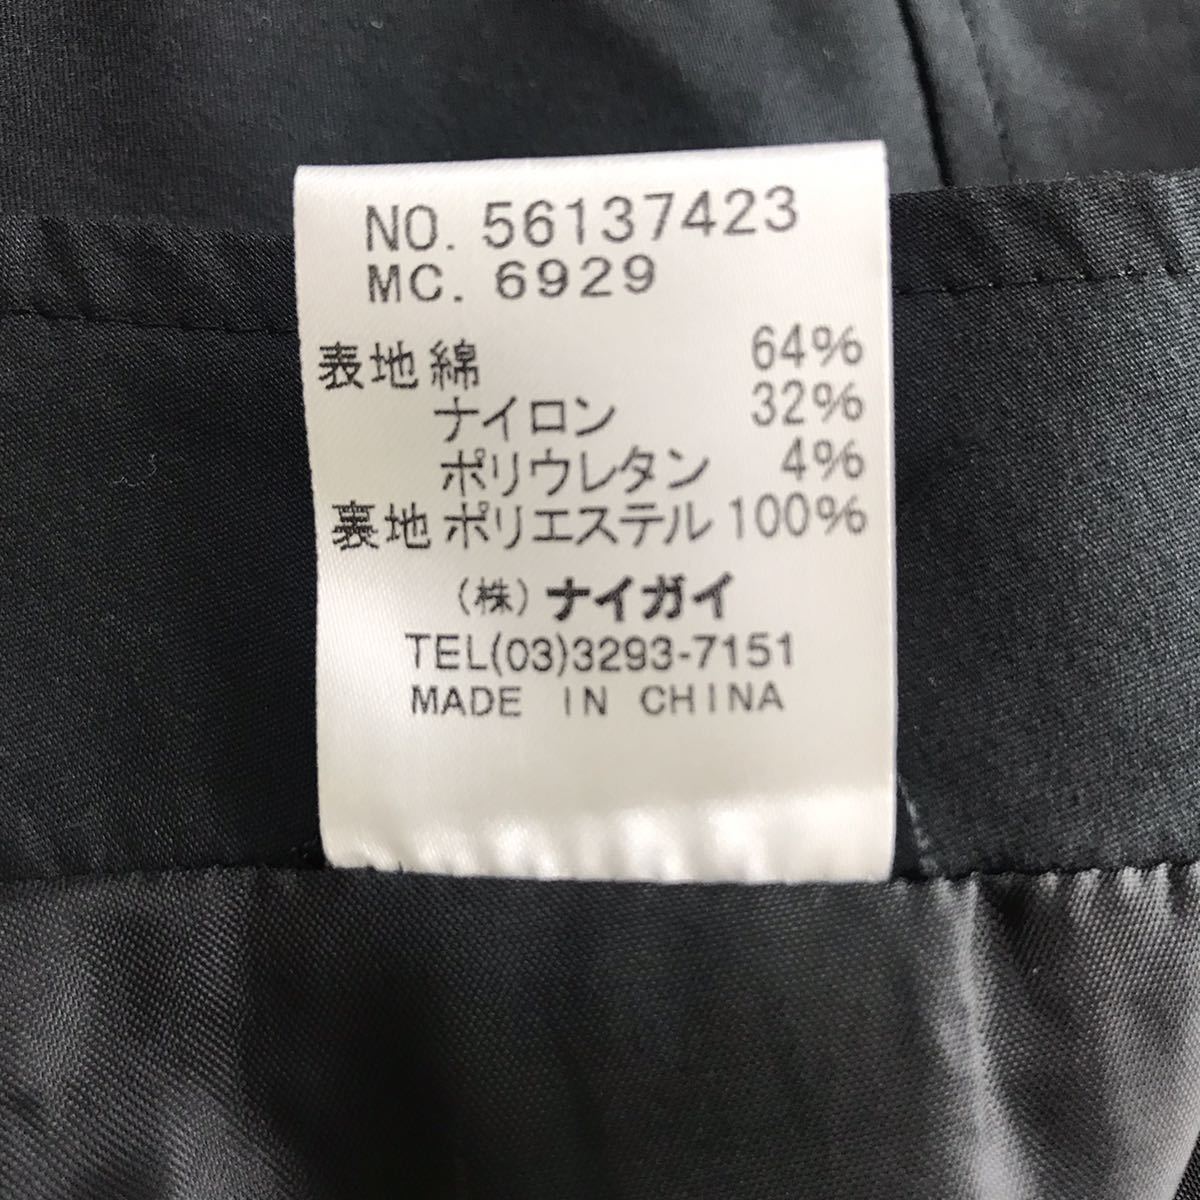 NO. 56137423
MC. 6929
表地 綿 64%
ナイロン 32%
ポリウレタン 4%
裏地 ポリエステル 100%
(株) ナイガイ
TEL(03)3293-7151
MADE IN CHINA